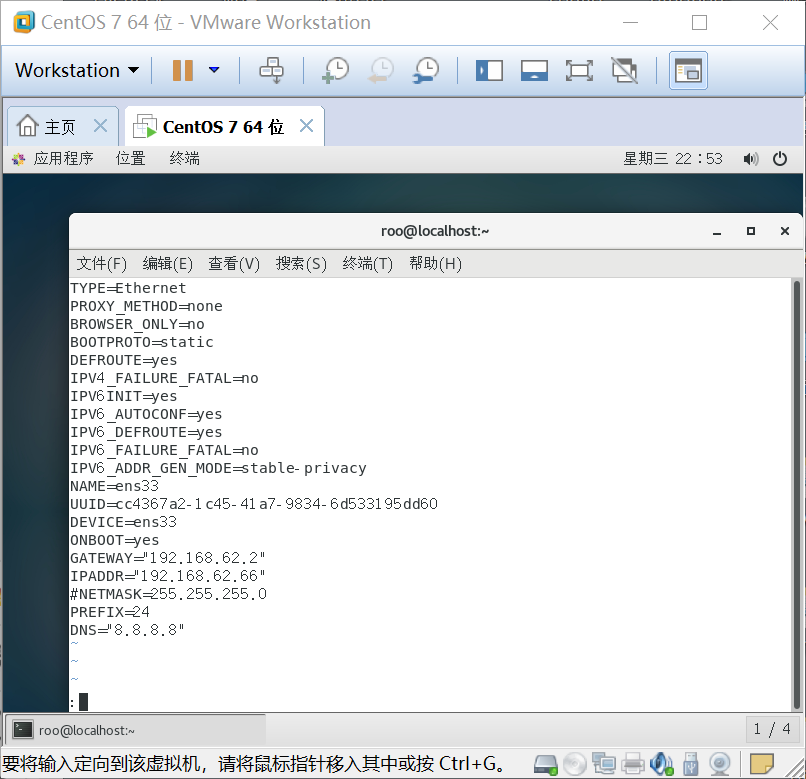 CentOS 7 64 位 - VMware Workstation
Workstation
主页
CentOS 7 64 位
应用程序 位置 终端 星期三 22：53
roo@localhost:~
文件(F) 编辑(E) 查看(V) 搜索(S) 终端(T) 帮助(H)
TYPE=Ethernet
PROXY_METHOD=none
BROWSER_ONLY=no
BOOTPROTO=static
DEFROUTE=yes
IPV4_FAILURE_FATAL=no
IPV6INIT=yes
IPV6_AUTOCONF=yes
IPV6_DEFROUTE=yes
IPV6_FAILURE_FATAL=no
IPV6_ADDR_GEN_MODE=stable-privacy
NAME=ens33
UUID=cc4367a2-1c45-41a7-9834-6d533195dd60
DEVICE=ens33
ONBOOT=yes
GATEWAY="192.168.62.2"
IPADDR="192.168.62.66"
#NETMASK=255.255.255.0
PREFIX=24
DNS="8.8.8.8"
~
~
~
:
roo@localhost:~ 1 / 4
要将输入定向到该虚拟机，请将鼠标指针移入其中或按 Ctrl+G。